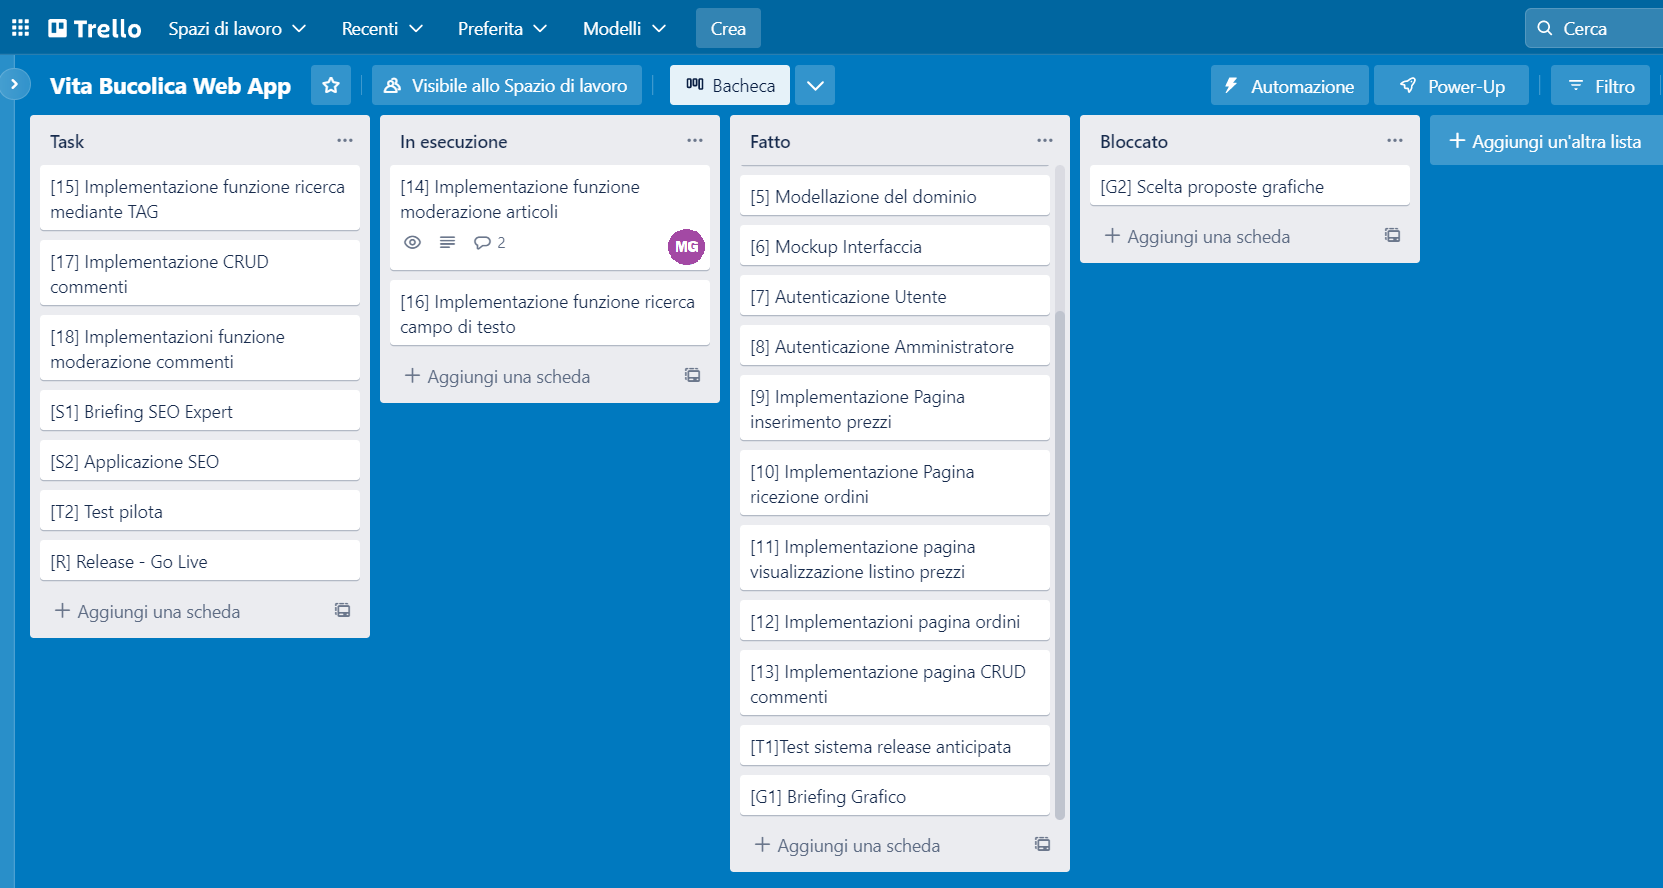 Trello
Spazi di lavoro
Recenti
Preferita
Modelli
Crea
Cerca
Vita Bucolica Web App
Visibile allo Spazio di lavoro
Bacheca
Automazione
Power-Up
Filtro
Task
[15] Implementazione funzione ricerca
mediante TAG
[17] Implementazione CRUD
commenti
[18] Implementazioni funzione
moderazione commenti
[S1] Briefing SEO Expert
[S2] Applicazione SEO
[T2] Test pilota
[R] Release - Go Live
+ Aggiungi una scheda
In esecuzione
[14] Implementazione funzione
moderazione articoli
2
MG
[16] Implementazione funzione ricerca
campo di testo
+ Aggiungi una scheda
Fatto
[5] Modellazione del dominio
[6] Mockup Interfaccia
[7] Autenticazione Utente
[8] Autenticazione Amministratore
[9] Implementazione Pagina
inserimento prezzi
[10] Implementazione Pagina
ricezione ordini
[11] Implementazione pagina
visualizzazione listino prezzi
[12] Implementazioni pagina ordini
[13] Implementazione pagina CRUD
commenti
[T1]Test sistema release anticipata
[G1] Briefing Grafico
+ Aggiungi una scheda
Bloccato
[G2] Scelta proposte grafiche
+ Aggiungi una scheda
+ Aggiungi un'altra lista